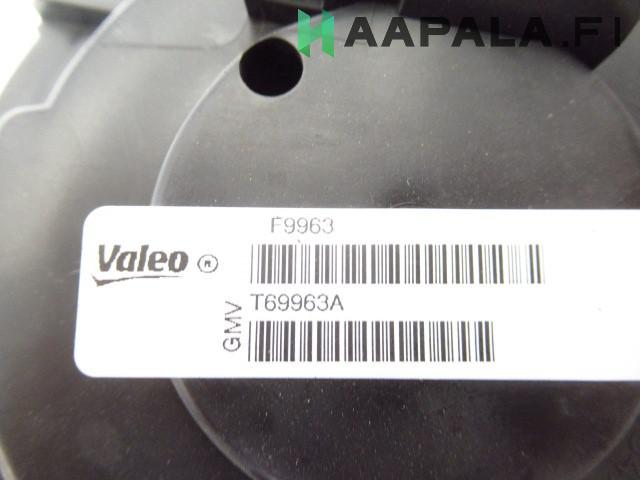 HAAPALA.FI
F9963
Valeo ®
T69963A
GMV